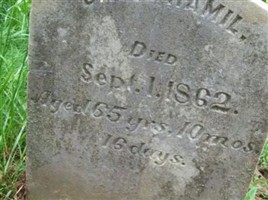 HAMIL.
Died
Sept. 1. 1862.
Aged 65 yrs. 10 mos.
16 days.